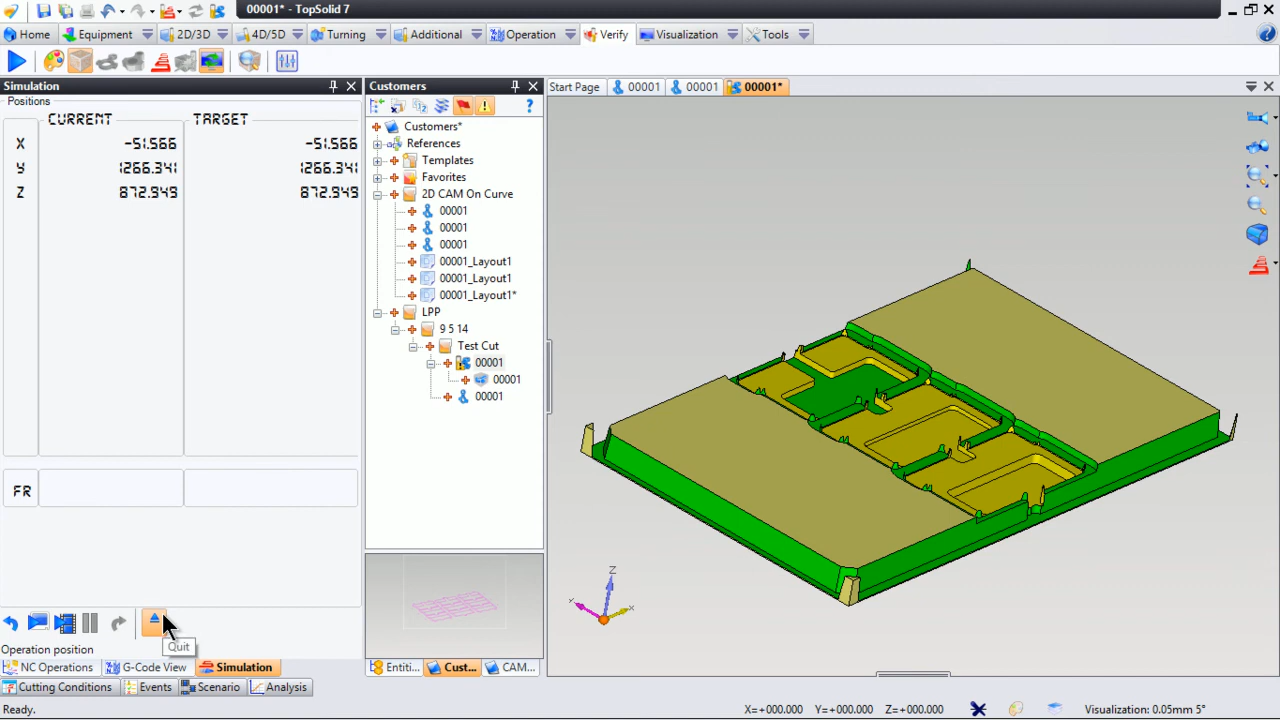 00001* - TopSolid 7
Home Equipment 2D/3D 4D/5D Turning Additional Operation Verify Visualization Tools
Simulation
Customers
Start Page 00001 00001 00001*
Positions
CURRENT TARGET
X -51.566 -51.566
Y 1266.341 1266.341
Z 872.949 872.949
FR
Customers*
References
Templates
Favorites
2D CAM On Curve
00001
00001
00001
00001_Layout1
00001_Layout1
00001_Layout1*
LPP
9 5 14
Test Cut
00001
00001
00001
Z
Y
X
Quit
Operation position
NC Operations G-Code View Simulation
Entiti... Cust... CAM...
Cutting Conditions Events Scenario Analysis
Ready. X=+000.000 Y=+000.000 Z=+000.000 Visualization: 0.05mm 5°